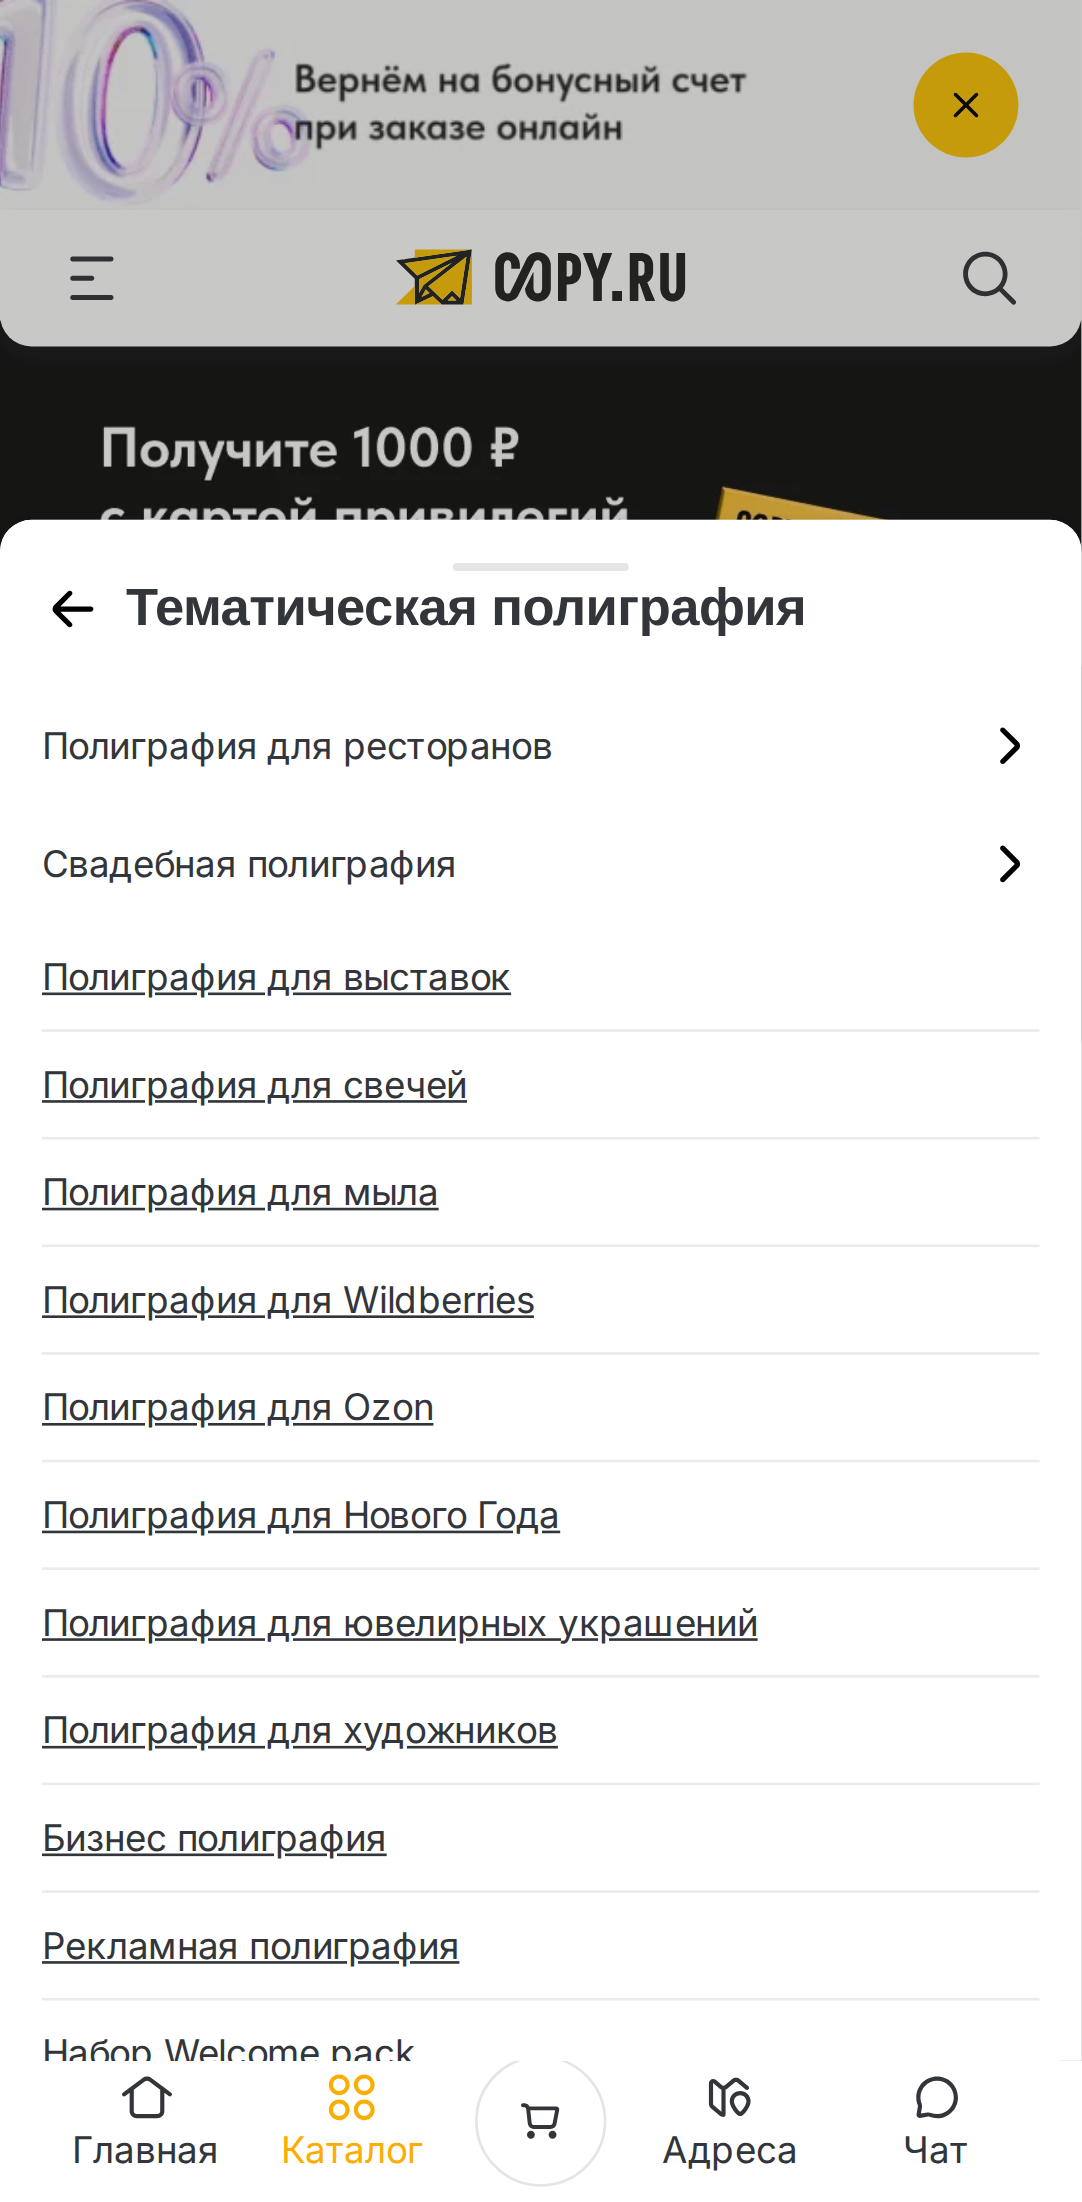 10%
Вернём на бонусный счет
при заказе онлайн
COPY.RU
Получите 1000 ₽
с картой привилегий
Тематическая полиграфия
Полиграфия для ресторанов
Свадебная полиграфия
Полиграфия для выставок
Полиграфия для свечей
Полиграфия для мыла
Полиграфия для Wildberries
Полиграфия для Ozon
Полиграфия для Нового Года
Полиграфия для ювелирных украшений
Полиграфия для художников
Бизнес полиграфия
Рекламная полиграфия
Набор Welcome pack
Главная
Каталог
Адреса
Чат